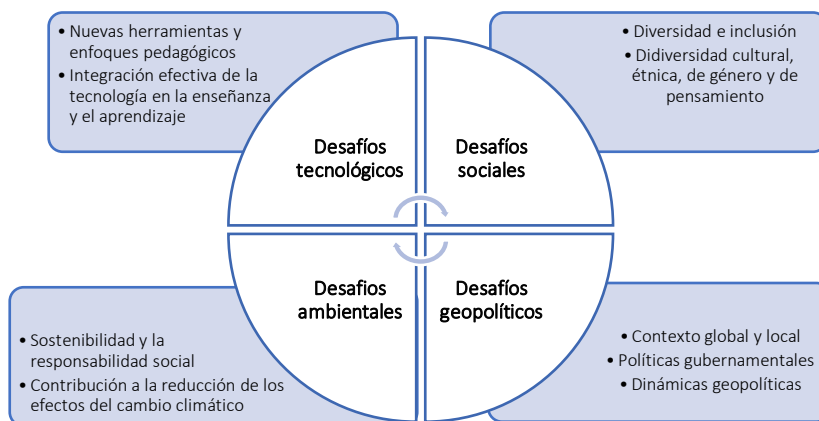 • Nuevas herramientas y
enfoques pedagógicos
• Integración efectiva de la
tecnología en la enseñanza
y el aprendizaje
• Diversidad e inclusión
• Didiversidad cultural,
étnica, de género y de
pensamiento
Desafíos
tecnológicos
Desafíos
sociales
Desafios
ambientales
Desafíos
geopolíticos
• Sostenibilidad y la
responsabilidad social
• Contribución a la reducción de los
efectos del cambio climático
• Contexto global y local
• Políticas gubernamentales
• Dinámicas geopolíticas